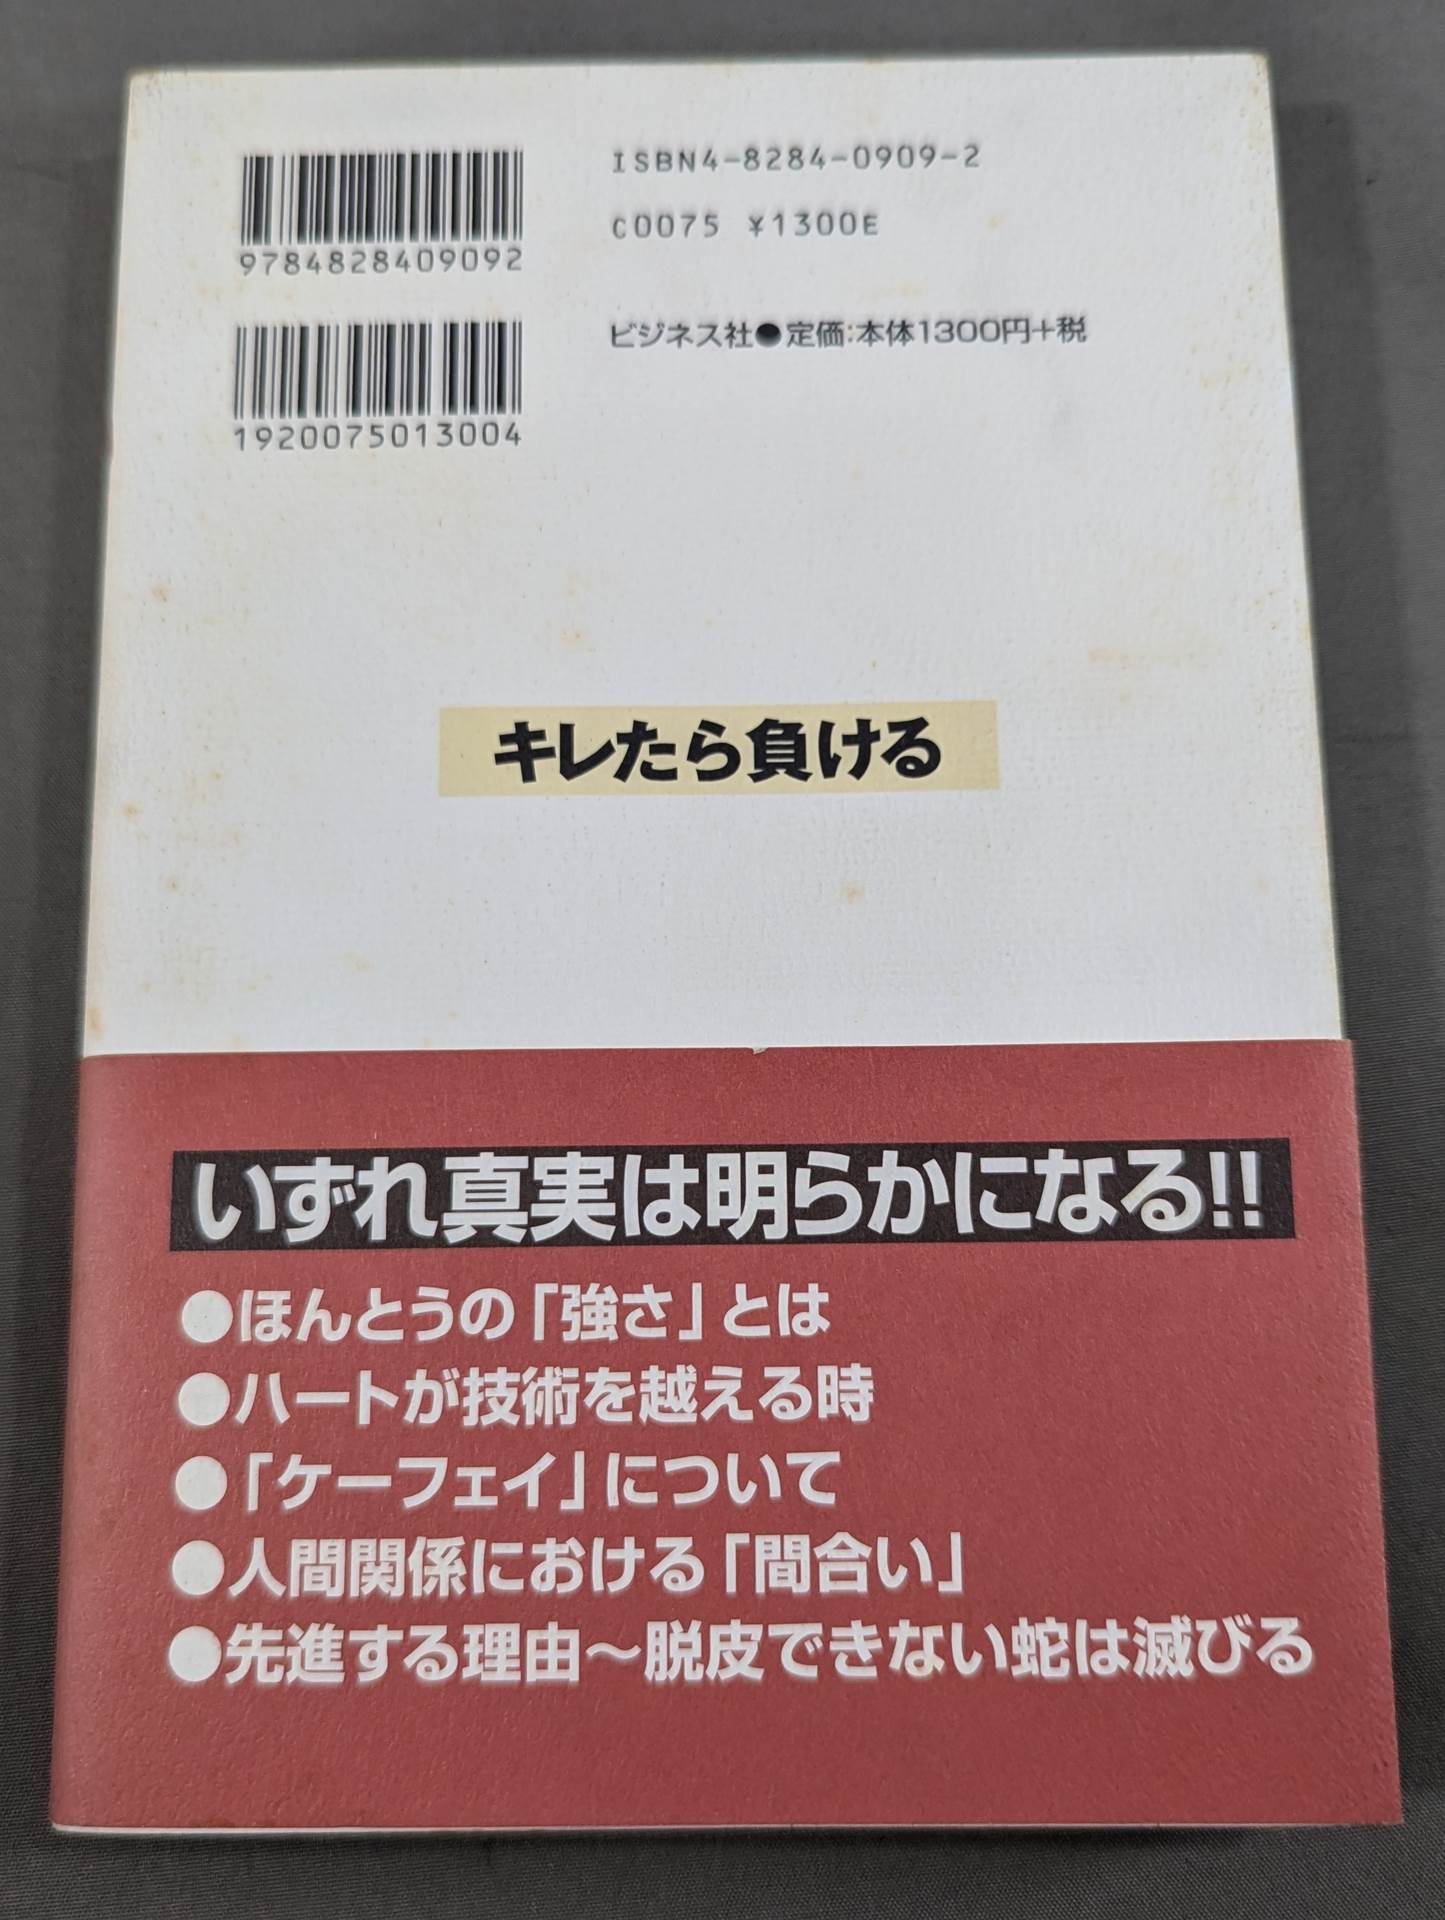 ISBN4-8284-0909-2
9784828409092
C0075 ¥1300E
1920075013004
ビジネス社●定価:本体1300円+税
キレたら負ける
いずれ真実は明らかになる!!
●ほんとうの「強さ」とは
●ハートが技術を越える時
●「ケーフェイ」について
●人間関係における「間合い」
●先進する理由～脱皮できない蛇は滅びる